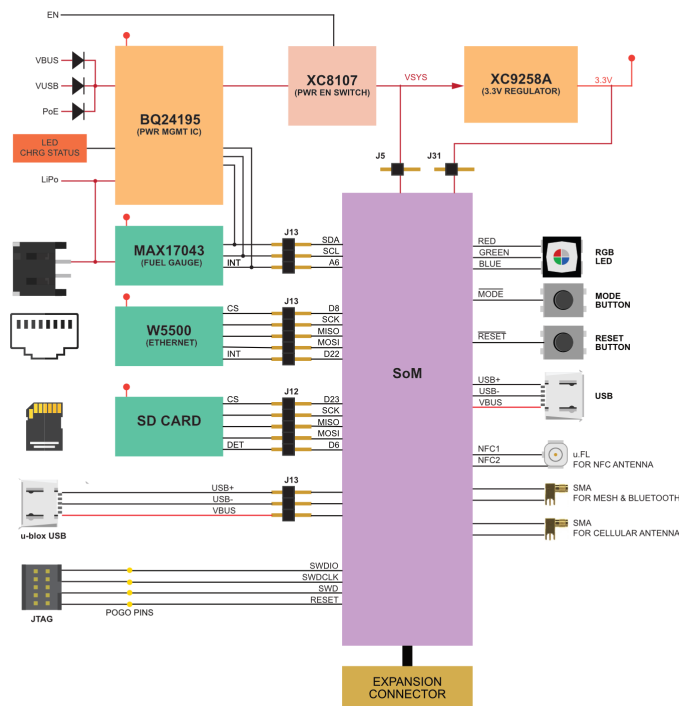 EN
VBUS
VUSB
PoE
LED
CHRG STATUS
LiPo
BQ24195
(PWR MGMT IC)
XC8107
(PWR EN SWITCH)
VSYS
XC9258A
(3.3V REGULATOR)
3.3V
J5
J31
MAX17043
(FUEL GAUGE)
INT
J13
SDA
SCL
A6
W5500
(ETHERNET)
CS
INT
J13
D8
SCK
MISO
MOSI
D22
SD CARD
CS
DET
J12
D23
SCK
MISO
MOSI
D6
J13
USB+
USB-
VBUS
u-blox USB
SWDIO
SWDCLK
SWD
RESET
POGO PINS
JTAG
SoM
RED
GREEN
BLUE
RGB
LED
MODE
MODE
BUTTON
RESET
RESET
BUTTON
USB+
USB-
VBUS
USB
NFC1
NFC2
u.FL
FOR NFC ANTENNA
SMA
FOR MESH & BLUETOOTH
SMA
FOR CELLULAR ANTENNA
EXPANSION
CONNECTOR